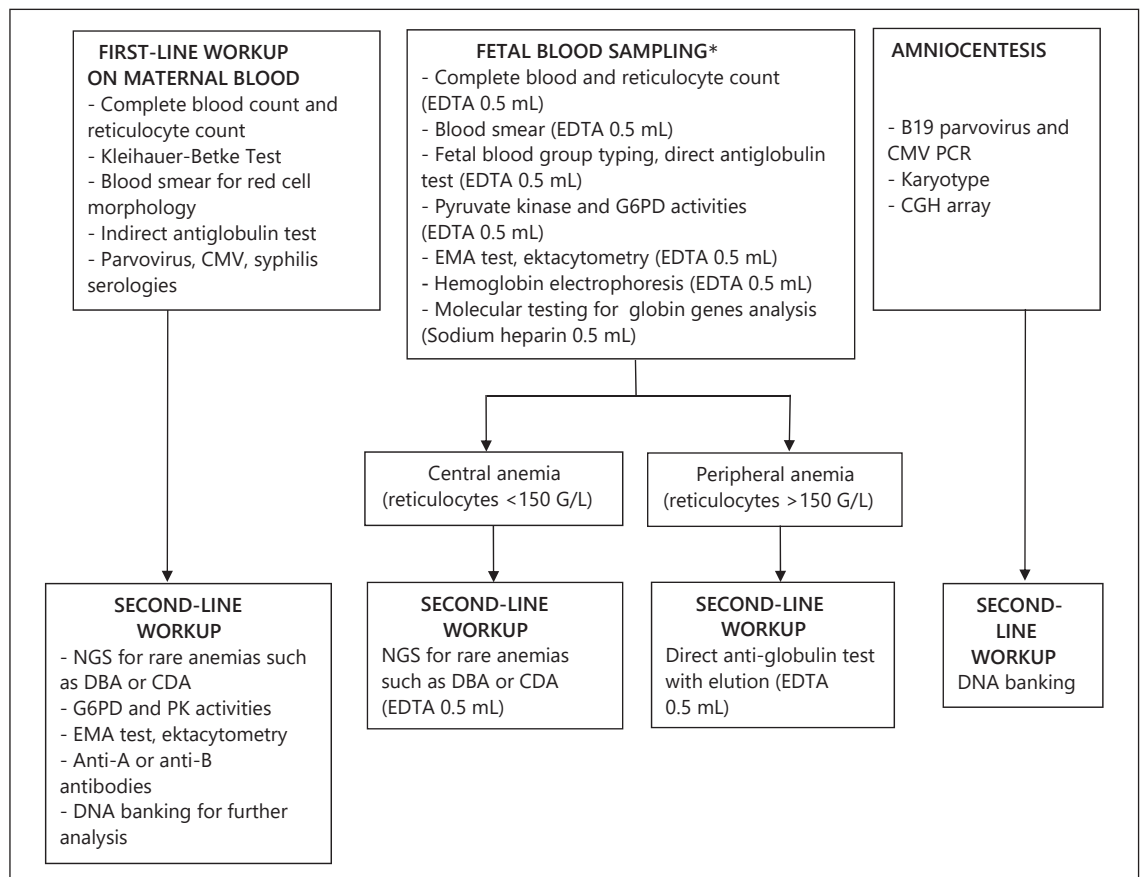 FIRST-LINE WORKUP
ON MATERNAL BLOOD
- Complete blood count and
reticulocyte count
- Kleihauer-Betke Test
- Blood smear for red cell
morphology
- Indirect antiglobulin test
- Parvovirus, CMV, syphilis
serologies
FETAL BLOOD SAMPLING*
- Complete blood and reticulocyte count
(EDTA 0.5 mL)
- Blood smear (EDTA 0.5 mL)
- Fetal blood group typing, direct antiglobulin
test (EDTA 0.5 mL)
- Pyruvate kinase and G6PD activities
(EDTA 0.5 mL)
- EMA test, ektacytometry (EDTA 0.5 mL)
- Hemoglobin electrophoresis (EDTA 0.5 mL)
- Molecular testing for globin genes analysis
(Sodium heparin 0.5 mL)
AMNIOCENTESIS
- B19 parvovirus and
CMV PCR
- Karyotype
- CGH array
Central anemia
(reticulocytes <150 G/L)
Peripheral anemia
(reticulocytes >150 G/L)
SECOND-LINE
WORKUP
- NGS for rare anemias such
as DBA or CDA
- G6PD and PK activities
- EMA test, ektacytometry
- Anti-A or anti-B
antibodies
- DNA banking for further
analysis
SECOND-LINE
WORKUP
NGS for rare anemias
such as DBA or CDA
(EDTA 0.5 mL)
SECOND-LINE
WORKUP
Direct anti-globulin test
with elution (EDTA
0.5 mL)
SECOND-
LINE
WORKUP
DNA banking